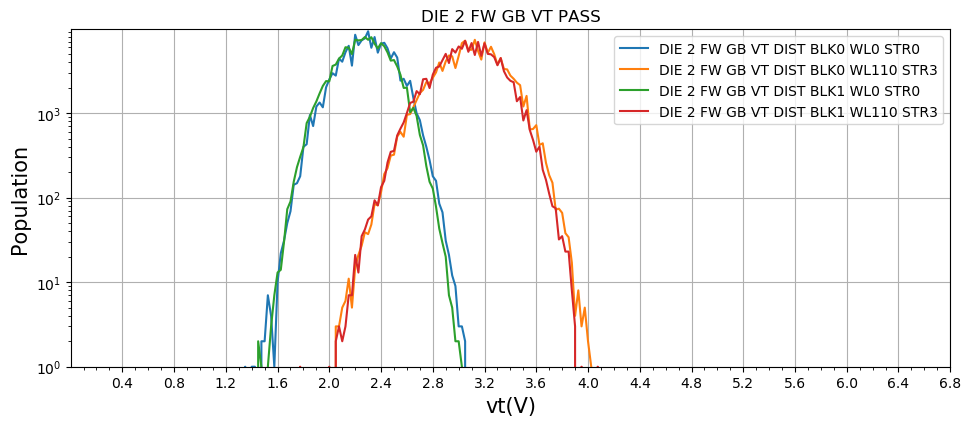 DIE 2 FW GB VT PASS
DIE 2 FW GB VT DIST BLK0 WL0 STR0
DIE 2 FW GB VT DIST BLK0 WL110 STR3
DIE 2 FW GB VT DIST BLK1 WL0 STR0
DIE 2 FW GB VT DIST BLK1 WL110 STR3
Population
10³
10²
10¹
10⁰
0.4 0.8 1.2 1.6 2.0 2.4 2.8 3.2 3.6 4.0 4.4 4.8 5.2 5.6 6.0 6.4 6.8
vt(V)